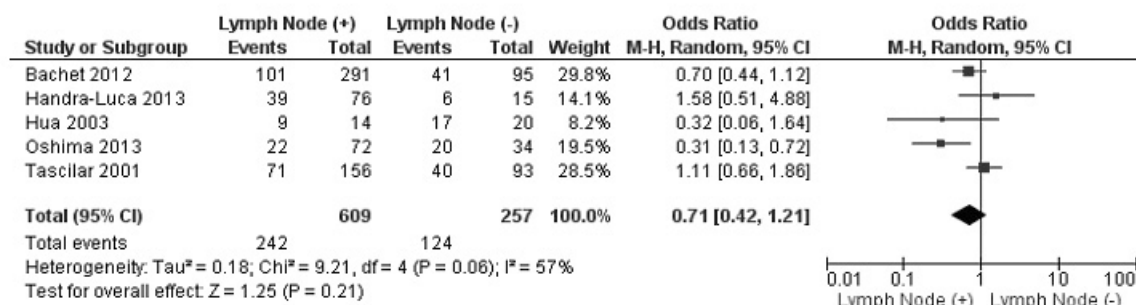 Lymph Node (+) Lymph Node (-) Odds Ratio Odds Ratio
Study or Subgroup Events Total Events Total Weight M-H, Random, 95% CI M-H, Random, 95% CI
Bachet 2012 101 291 41 95 29.8% 0.70 [0.44, 1.12]
Handra-Luca 2013 39 76 6 15 14.1% 1.58 [0.51, 4.88]
Hua 2003 9 14 17 20 8.2% 0.32 [0.06, 1.64]
Oshima 2013 22 72 20 34 19.5% 0.31 [0.13, 0.72]
Tascilar 2001 71 156 40 93 28.5% 1.11 [0.66, 1.86]
Total (95% CI) 609 257 100.0% 0.71 [0.42, 1.21]
Total events 242 124
Heterogeneity: Tau² = 0.18; Chi² = 9.21, df = 4 (P = 0.06); I² = 57%
Test for overall effect: Z = 1.25 (P = 0.21)
0.01 0.1 1 10 100
Lymph Node (+) Lymph Node (-)